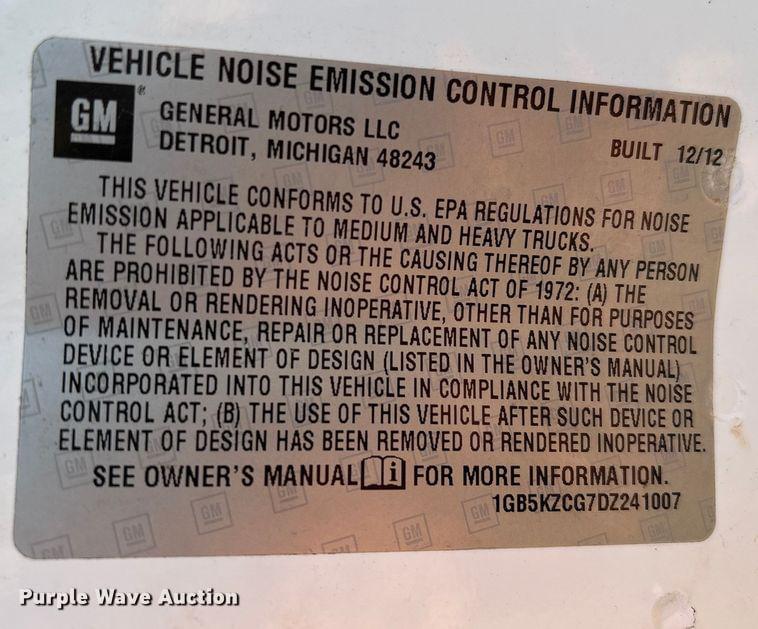 VEHICLE NOISE EMISSION CONTROL INFORMATION
GM
®
GENERAL MOTORS LLC
DETROIT, MICHIGAN 48243
BUILT 12/12
THIS VEHICLE CONFORMS TO U.S. EPA REGULATIONS FOR NOISE
EMISSION APPLICABLE TO MEDIUM AND HEAVY TRUCKS.
THE FOLLOWING ACTS OR THE CAUSING THEREOF BY ANY PERSON
ARE PROHIBITED BY THE NOISE CONTROL ACT OF 1972: (A) THE
REMOVAL OR RENDERING INOPERATIVE, OTHER THAN FOR PURPOSES
OF MAINTENANCE, REPAIR OR REPLACEMENT OF ANY NOISE CONTROL
DEVICE OR ELEMENT OF DESIGN (LISTED IN THE OWNER'S MANUAL)
INCORPORATED INTO THIS VEHICLE IN COMPLIANCE WITH THE NOISE
CONTROL ACT; (B) THE USE OF THIS VEHICLE AFTER SUCH DEVICE OR
ELEMENT OF DESIGN HAS BEEN REMOVED OR RENDERED INOPERATIVE.
SEE OWNER'S MANUAL i FOR MORE INFORMATION.
1GB5KZCG7DZ241007
Purple Wave Auction